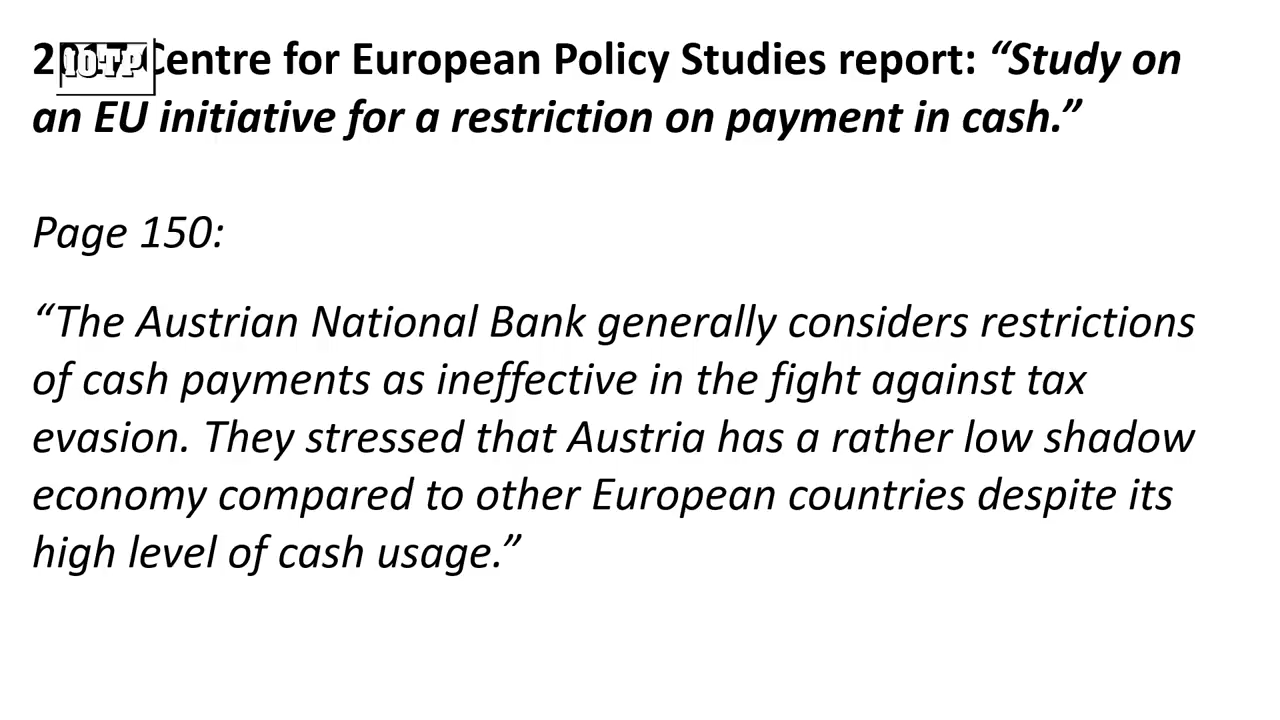 Centre for European Policy Studies report: “Study on
an EU initiative for a restriction on payment in cash.”
Page 150:
“The Austrian National Bank generally considers restrictions
of cash payments as ineffective in the fight against tax
evasion. They stressed that Austria has a rather low shadow
economy compared to other European countries despite its
high level of cash usage.”